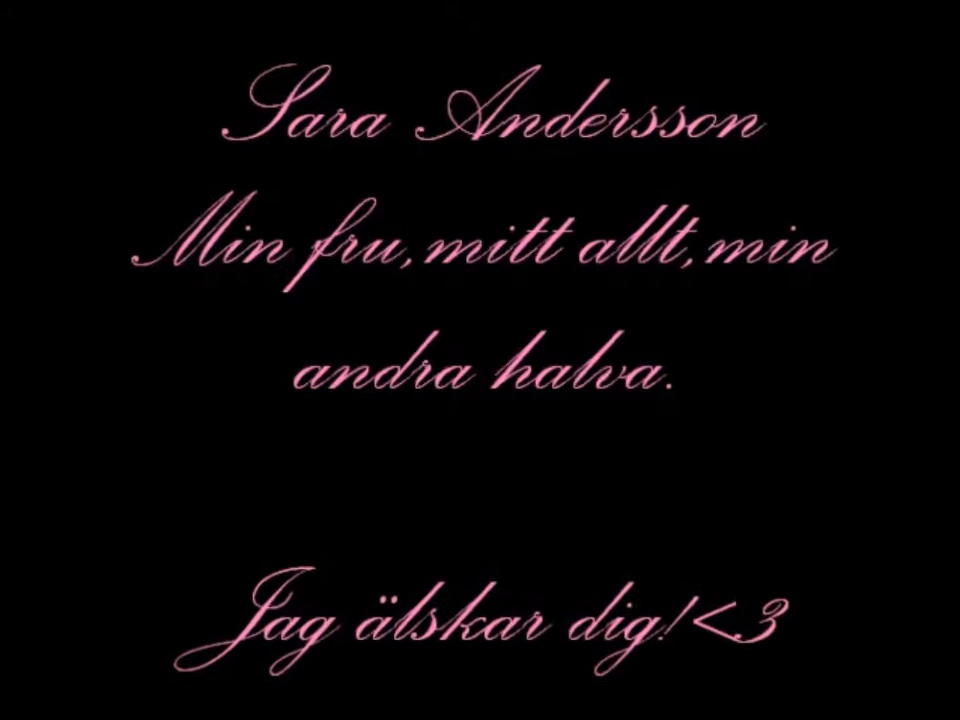 Sara Andersson
Min fru, mitt allt, min
andra halva.
Jag älskar dig!<3